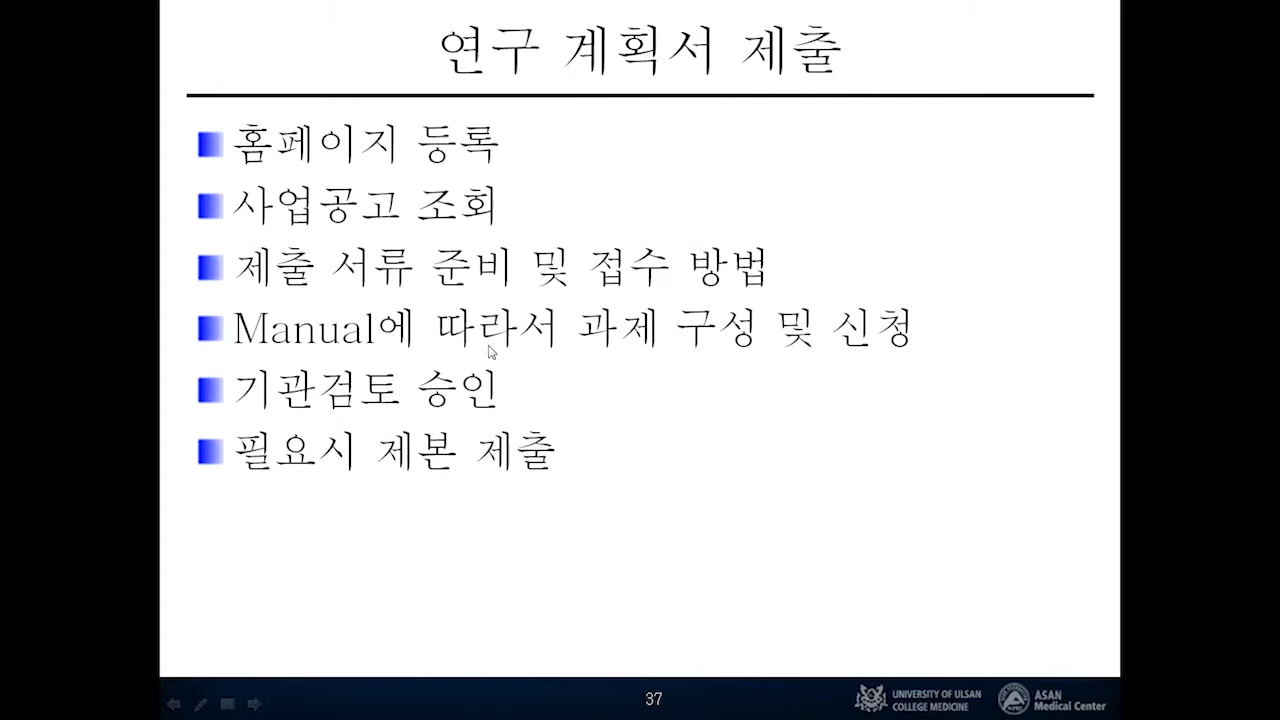 연구 계획서 제출
홈페이지 등록
사업공고 조회
제출 서류 준비 및 접수 방법
Manual에 따라서 과제 구성 및 신청
기관검토 승인
필요시 제본 제출
37
UNIVERSITY OF ULSAN
COLLEGE MEDICINE
ASAN
Medical Center